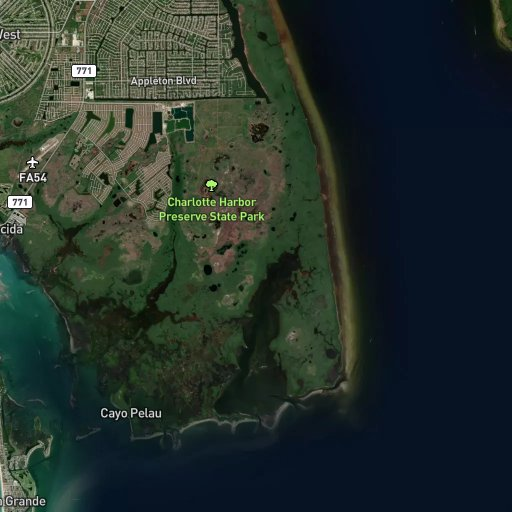 West
771
Appleton Blvd
FA54
771
Charlotte Harbor
Preserve State Park
cida
Cayo Pelau
Grande